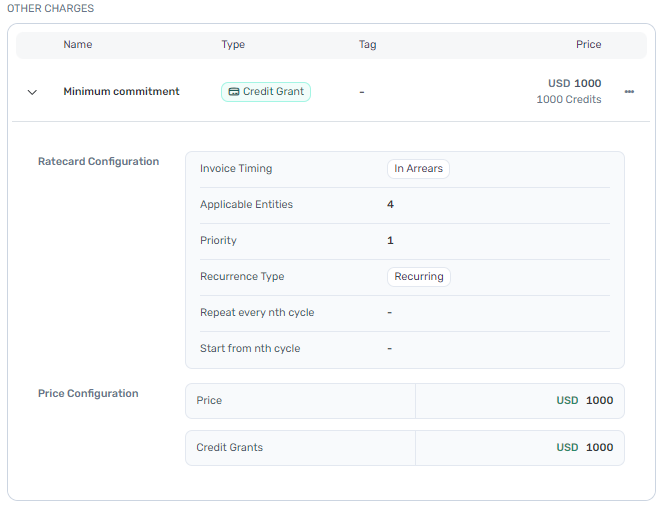 OTHER CHARGES
Name Type Tag Price
Minimum commitment Credit Grant - USD 1000
1000 Credits
Ratecard Configuration
Invoice Timing In Arrears
Applicable Entities 4
Priority 1
Recurrence Type Recurring
Repeat every nth cycle -
Start from nth cycle -
Price Configuration
Price USD 1000
Credit Grants USD 1000